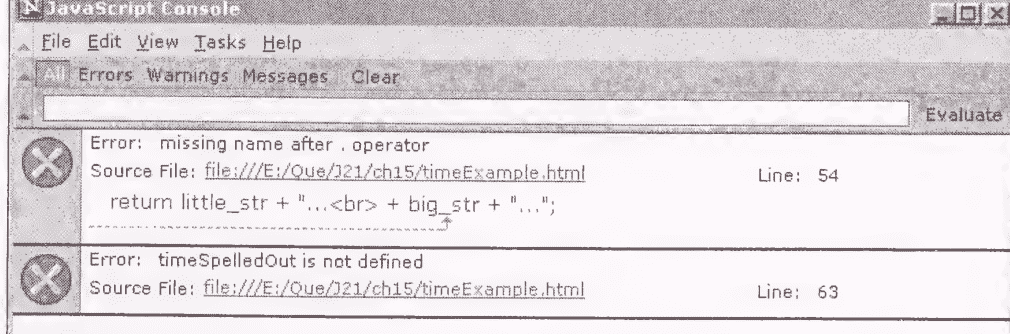 N JavaScript Console
File Edit View Tasks Help
All Errors Warnings Messages Clear
Evaluate
Error: missing name after . operator
Source File: file:///E:/Que/J21/ch15/timeExample.html Line: 54
return little_str + "...<br> + big_str + "...";
Error: timeSpelledOut is not defined
Source File: file:///E:/Que/J21/ch15/timeExample.html Line: 63